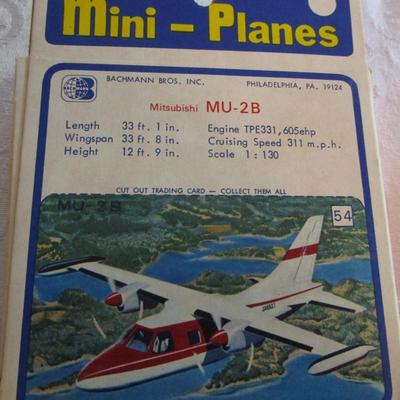 Mini - Planes
BACHMANN BROS. INC. PHILADELPHIA, PA. 19124
BACHMANN
Mitsubishi MU-2B
Length 33 ft. 1 in. Engine TPE331, 605ehp
Wingspan 33 ft. 8 in. Cruising Speed 311 m.p.h.
Height 12 ft. 9 in. Scale 1 : 130
CUT OUT TRADING CARD — COLLECT THEM ALL
MU-2B
54